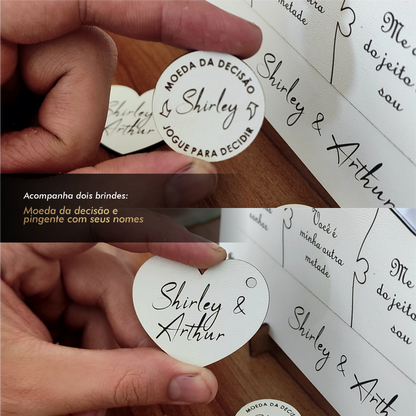 MOEDA DA DECISÃO
Shirley
JOGUE PARA DECIDIR
Shirley &
Arthur
metade
Me
do jeito
sou
Shirley & Arthur
Acompanha dois brindes:
Moeda da decisão e
pingente com seus nomes
Shirley &
Arthur
Você é
minha outra
metade
Me
do jeito
sou
Shirley & Arthur
MOEDA DA DECISÃO